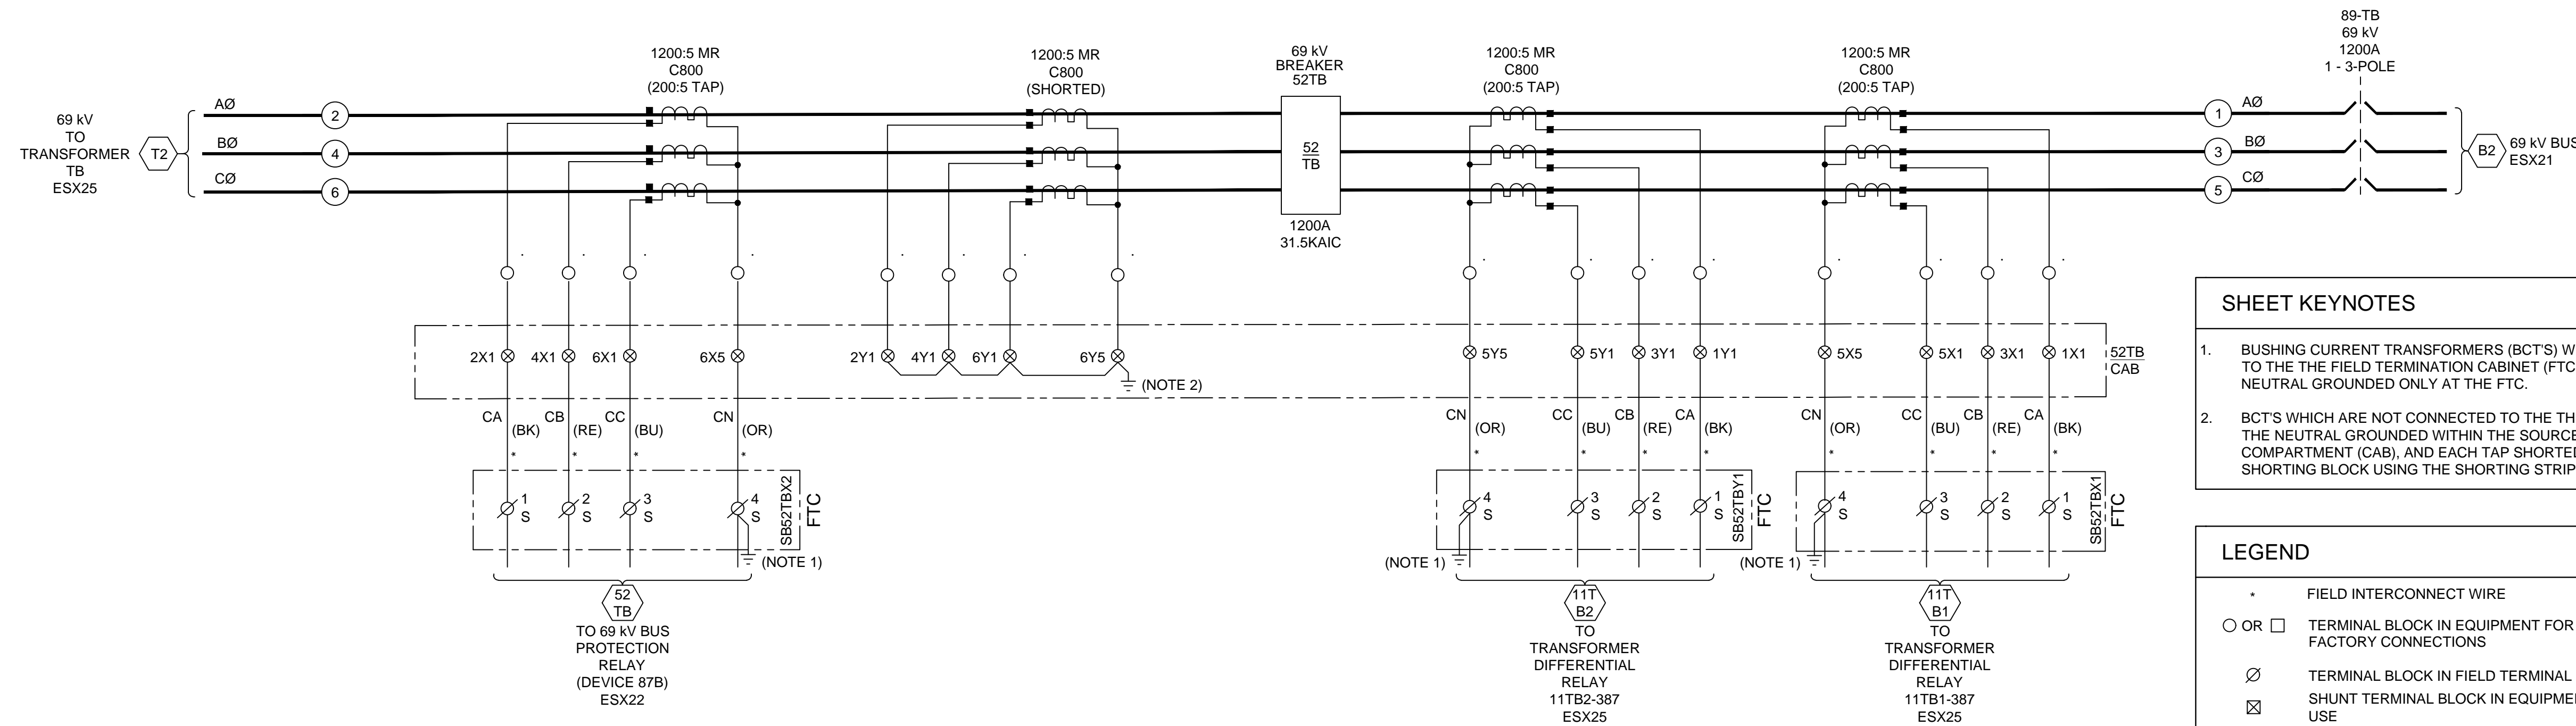 69 kV
TO
TRANSFORMER
TB
ESX25
T2
AØ
BØ
CØ
2
4
6
1200:5 MR
C800
(200:5 TAP)
1200:5 MR
C800
(SHORTED)
69 kV
BREAKER
52TB
52
TB
1200A
31.5KAIC
1200:5 MR
C800
(200:5 TAP)
1200:5 MR
C800
(200:5 TAP)
1
3
5
AØ
BØ
CØ
89-TB
69 kV
1200A
1 - 3-POLE
B2
69 kV BUS
ESX21
2X1
4X1
6X1
6X5
2Y1
4Y1
6Y1
6Y5
(NOTE 2)
5Y5
5Y1
3Y1
1Y1
5X5
5X1
3X1
1X1
52TB
CAB
CA
(BK)
CB
(RE)
CC
(BU)
CN
(OR)
CN
(OR)
CC
(BU)
CB
(RE)
CA
(BK)
CN
(OR)
CC
(BU)
CB
(RE)
CA
(BK)
* * * *
* * * *
* * * *
1
S
2
S
3
S
4
S
SB52TBX2
FTC
(NOTE 1)
4
S
3
S
2
S
1
S
SB52TBY1
FTC
(NOTE 1)
4
S
3
S
2
S
1
S
SB52TBX1
FTC
(NOTE 1)
52
TB
TO 69 kV BUS
PROTECTION
RELAY
(DEVICE 87B)
ESX22
11T
B2
TO
TRANSFORMER
DIFFERENTIAL
RELAY
11TB2-387
ESX25
11T
B1
TO
TRANSFORMER
DIFFERENTIAL
RELAY
11TB1-387
ESX25
SHEET KEYNOTES
1. BUSHING CURRENT TRANSFORMERS (BCT'S) W
TO THE THE FIELD TERMINATION CABINET (FTC
NEUTRAL GROUNDED ONLY AT THE FTC.
2. BCT'S WHICH ARE NOT CONNECTED TO THE TH
THE NEUTRAL GROUNDED WITHIN THE SOURCE
COMPARTMENT (CAB), AND EACH TAP SHORTED
SHORTING BLOCK USING THE SHORTING STRIP
LEGEND
* FIELD INTERCONNECT WIRE
OR TERMINAL BLOCK IN EQUIPMENT FOR
FACTORY CONNECTIONS
TERMINAL BLOCK IN FIELD TERMINAL
SHUNT TERMINAL BLOCK IN EQUIPME
USE